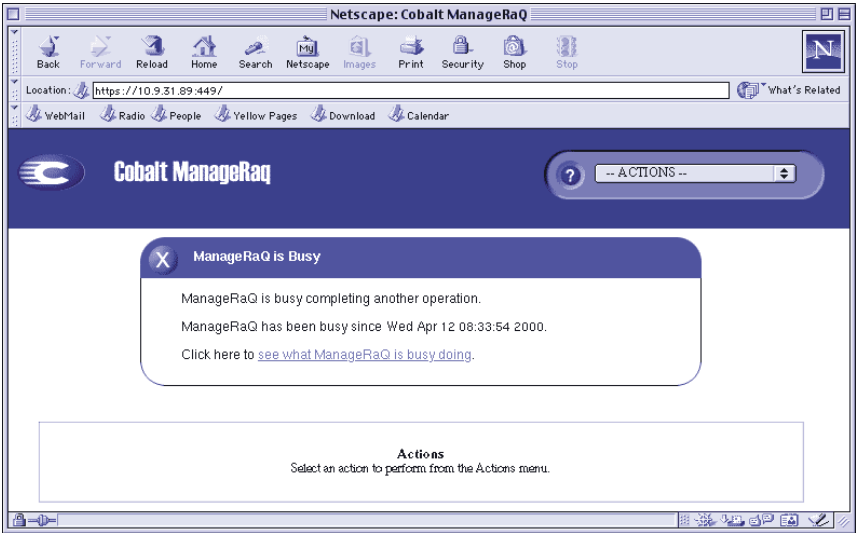 Netscape: Cobalt ManageRaQ
Back Forward Reload Home Search Netscape Images Print Security Shop Stop
My
N
Location: https://10.9.31.89:449/ What's Related
WebMail Radio People Yellow Pages Download Calendar
C Cobalt ManageRaq ? -- ACTIONS --
X ManageRaQ is Busy
ManageRaQ is busy completing another operation.
ManageRaQ has been busy since Wed Apr 12 08:33:54 2000.
Click here to see what ManageRaQ is busy doing.
Actions
Select an action to perform from the Actions menu.